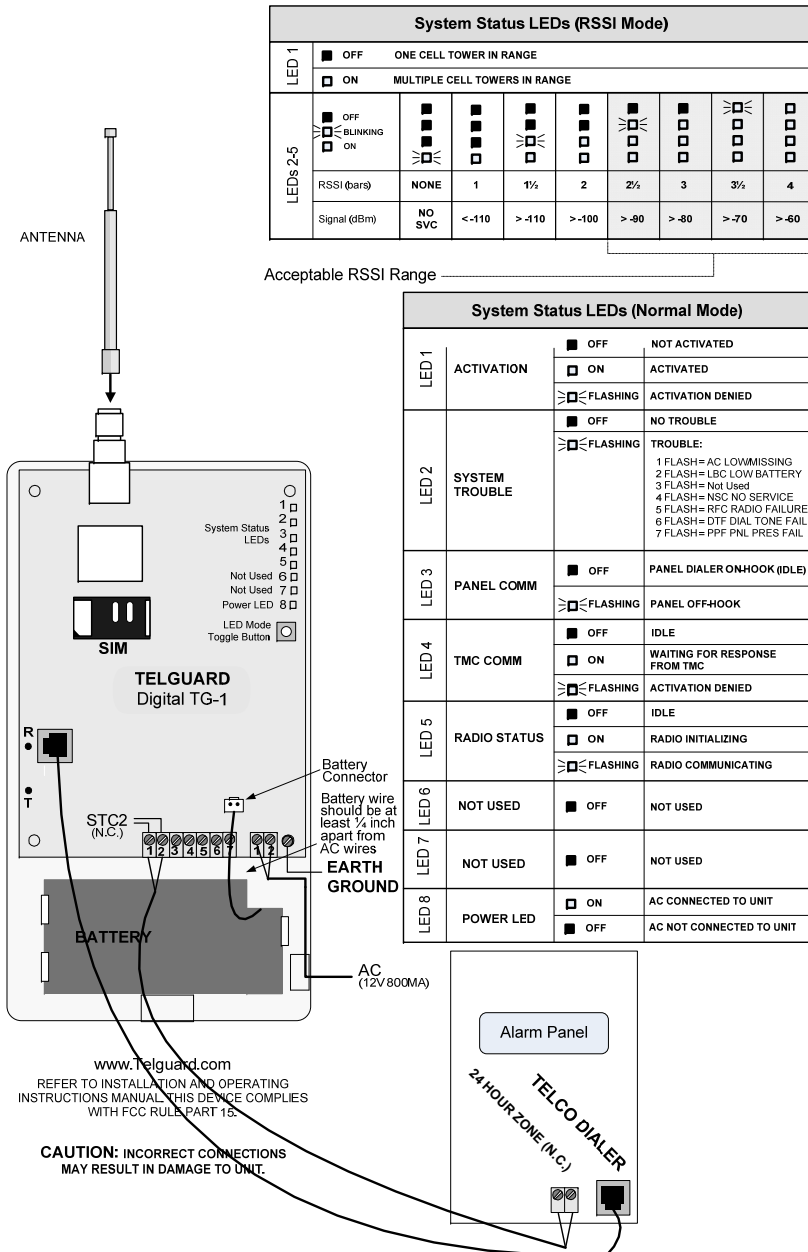 System Status LEDs (RSSI Mode)
LED 1
OFF ONE CELL TOWER IN RANGE
ON MULTIPLE CELL TOWERS IN RANGE
LEDs 2-5
OFF
BLINKING
ON
RSSI (bars) NONE 1 1½ 2 2½ 3 3½ 4
Signal (dBm) NO SVC <-110 >-110 >-100 >-90 >-80 >-70 >-60
Acceptable RSSI Range
ANTENNA
System Status LEDs (Normal Mode)
LED 1 ACTIVATION
OFF NOT ACTIVATED
ON ACTIVATED
FLASHING ACTIVATION DENIED
LED 2 SYSTEM TROUBLE
OFF NO TROUBLE
FLASHING TROUBLE:
1 FLASH= AC LOW/MISSING
2 FLASH= LBC LOW BATTERY
3 FLASH= Not Used
4 FLASH= NSC NO SERVICE
5 FLASH= RFC RADIO FAILURE
6 FLASH= DTF DIAL TONE FAIL
7 FLASH= PPF PNL PRES FAIL
LED 3 PANEL COMM
OFF PANEL DIALER ON-HOOK (IDLE)
FLASHING PANEL OFF-HOOK
LED 4 TMC COMM
OFF IDLE
ON WAITING FOR RESPONSE
FROM TMC
FLASHING ACTIVATION DENIED
LED 5 RADIO STATUS
OFF IDLE
ON RADIO INITIALIZING
FLASHING RADIO COMMUNICATING
LED 6 NOT USED OFF NOT USED
LED 7 NOT USED OFF NOT USED
LED 8 POWER LED
ON AC CONNECTED TO UNIT
OFF AC NOT CONNECTED TO UNIT
System Status
LEDs
1
2
3
4
5
Not Used 6
Not Used 7
Power LED 8
LED Mode
Toggle Button
SIM
TELGUARD
Digital TG-1
R
T
STC2
(N.C.)
1 2 3 4 5 6 7 1 2
Battery
Connector
Battery wire
should be at
least ¼ inch
apart from
AC wires
EARTH
GROUND
BATTERY
AC
(12V 800MA)
www.Telguard.com
REFER TO INSTALLATION AND OPERATING
INSTRUCTIONS MANUAL. THIS DEVICE COMPLIES
WITH FCC RULE PART 15.
CAUTION: INCORRECT CONNECTIONS
MAY RESULT IN DAMAGE TO UNIT.
Alarm Panel
24 HOUR ZONE (N.C.)
TELCO DIALER